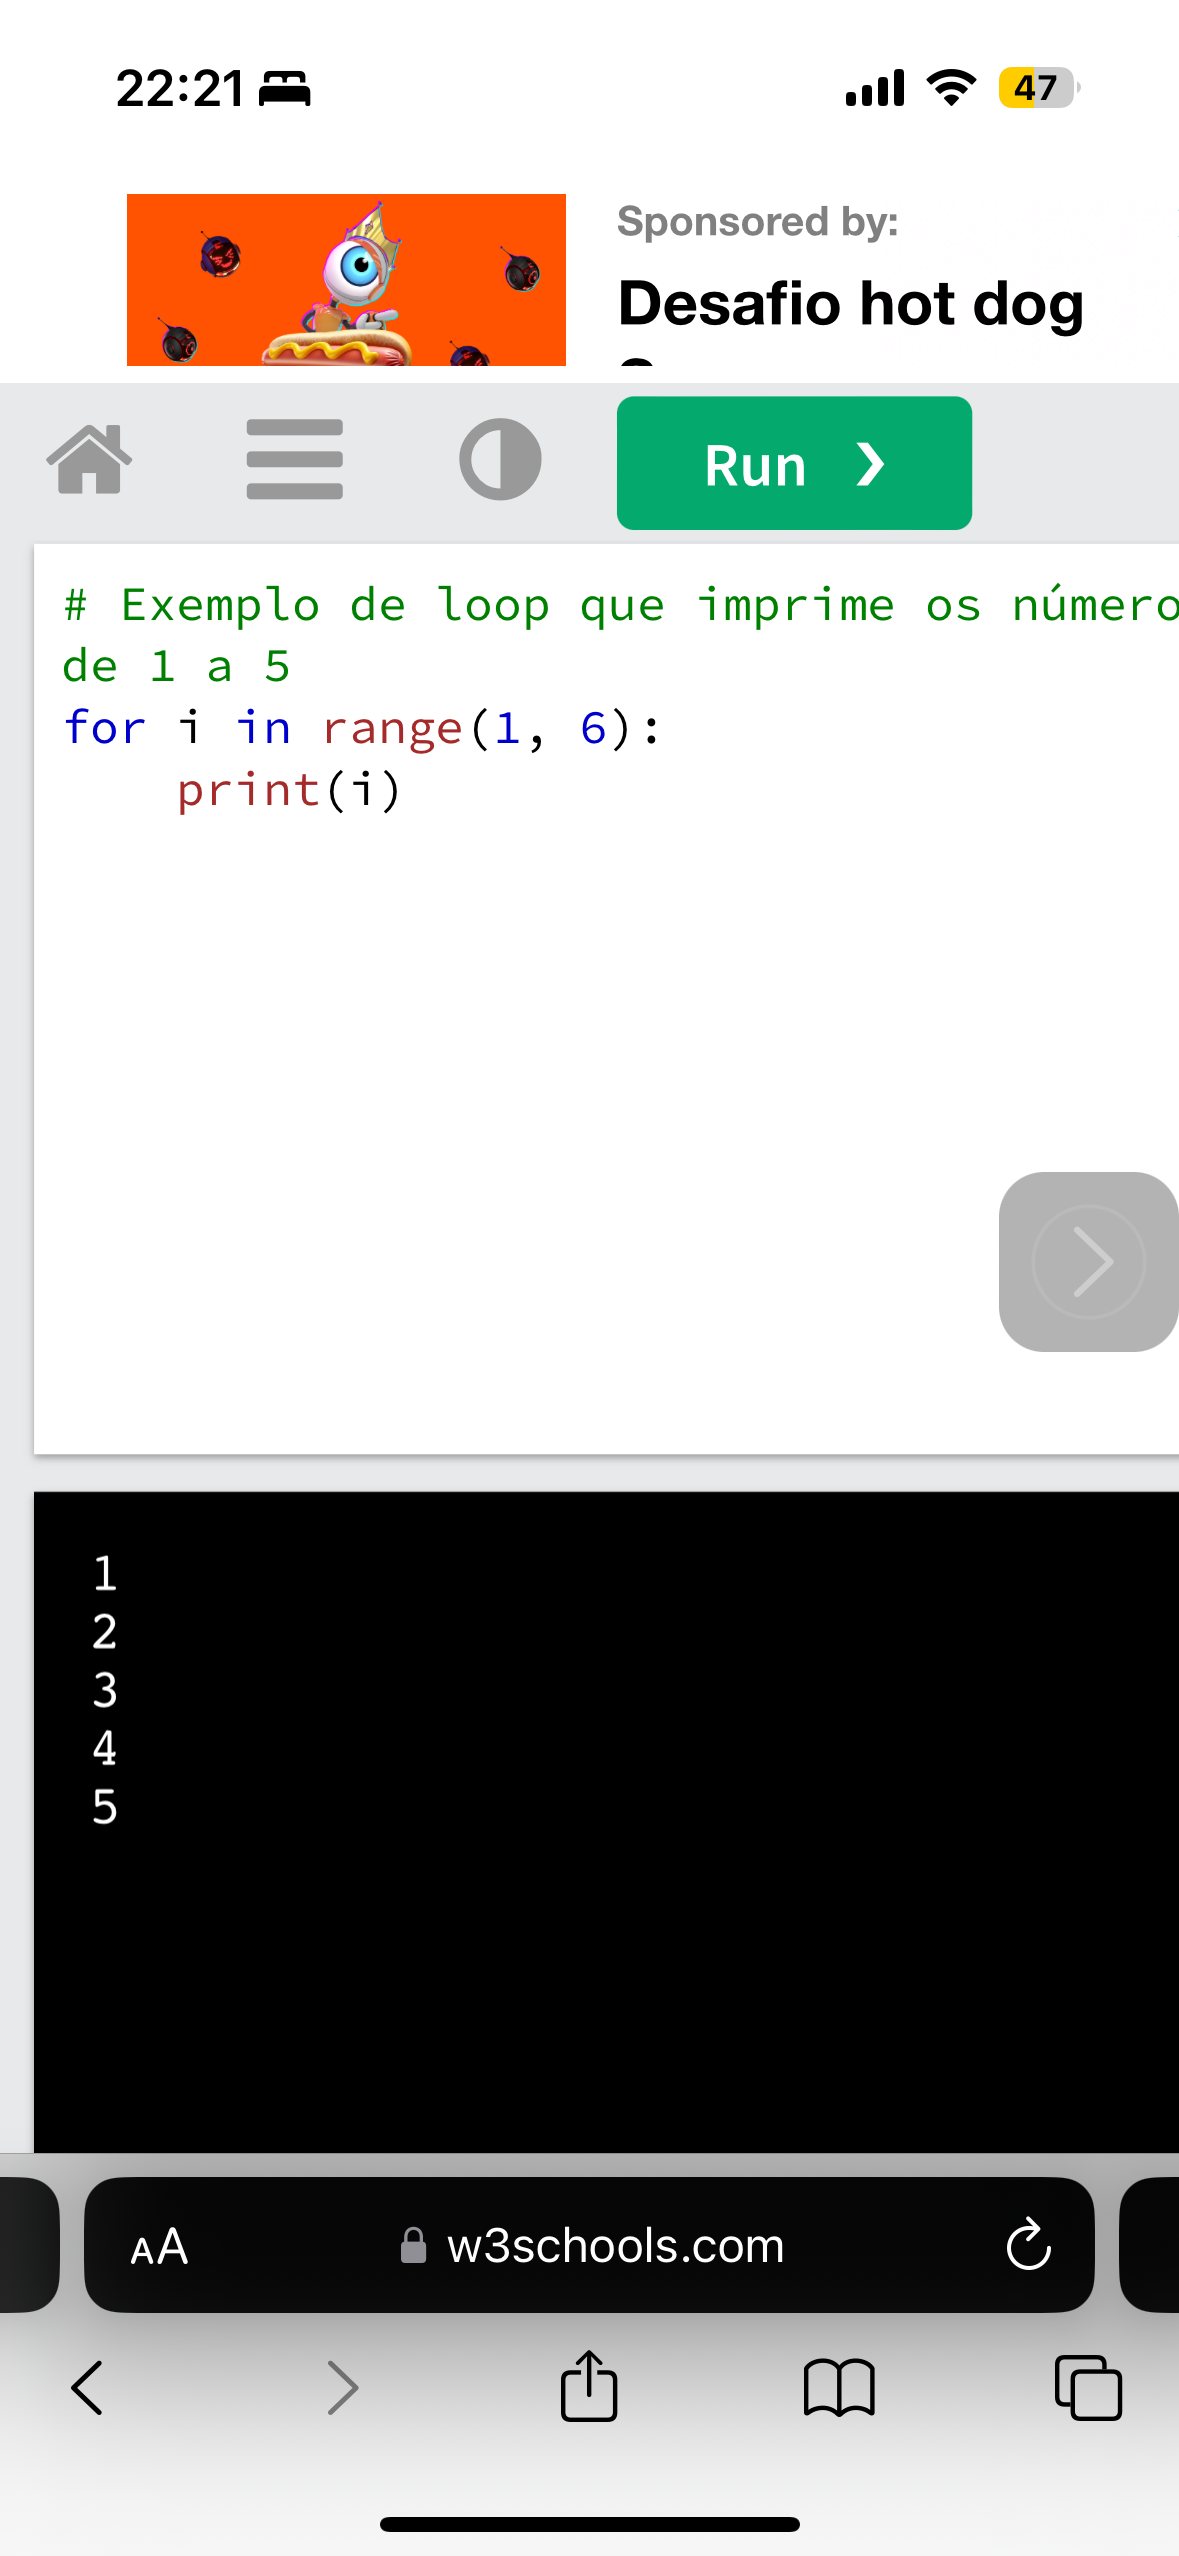 22:21
47
Sponsored by:
Desafio hot dog
Run ❯
# Exemplo de loop que imprime os número
de 1 a 5
for i in range(1, 6):
    print(i)
1
2
3
4
5
AA
w3schools.com